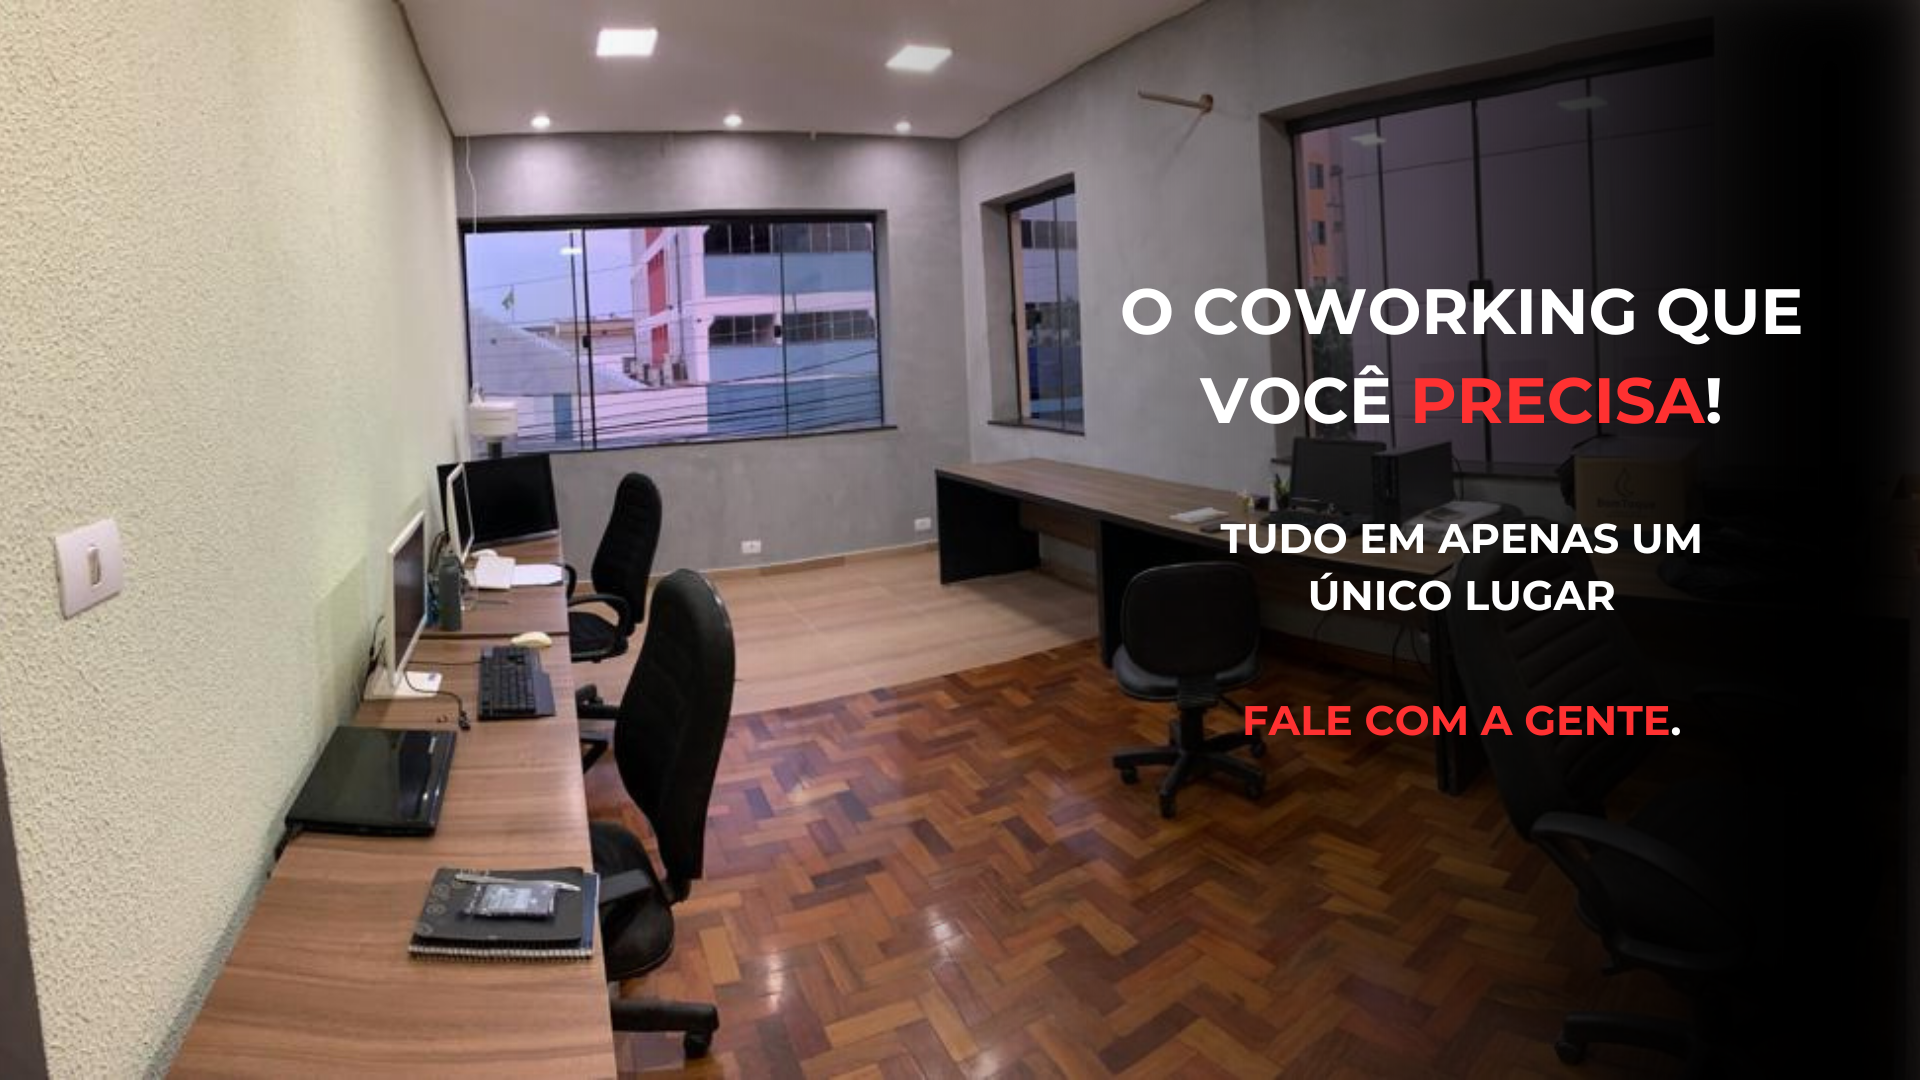 O COWORKING QUE
VOCÊ PRECISA!
TUDO EM APENAS UM
ÚNICO LUGAR
FALE COM A GENTE.